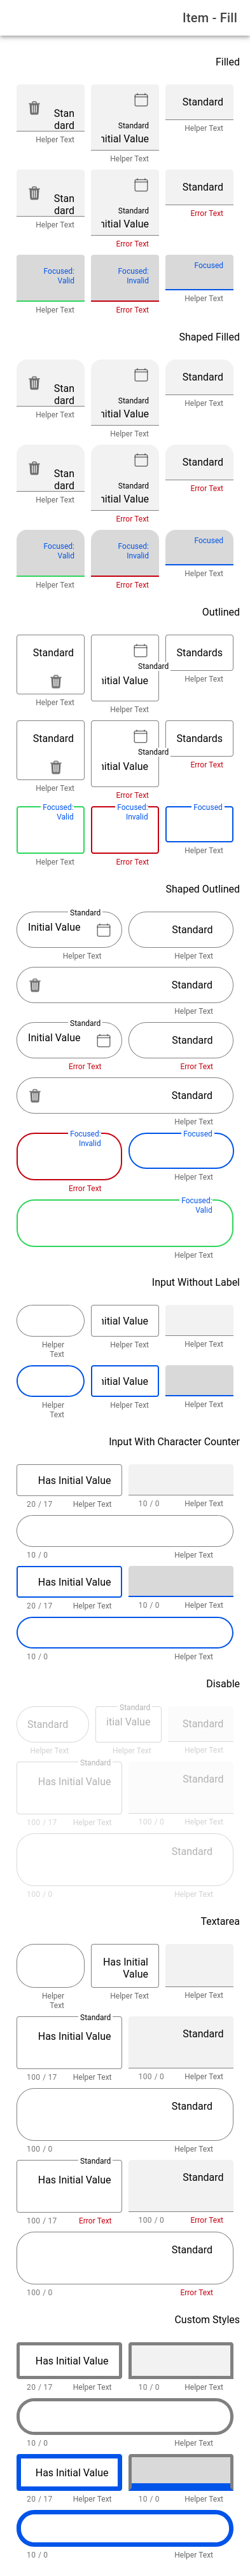 Item - Fill
Filled
Stan
dard
Helper Text
Standard
nitial Value
Helper Text
Standard
Helper Text
Stan
dard
Helper Text
Standard
nitial Value
Error Text
Standard
Error Text
Focused:
Valid
Helper Text
Focused:
Invalid
Error Text
Focused
Helper Text
Shaped Filled
Stan
dard
Helper Text
Standard
nitial Value
Helper Text
Standard
Helper Text
Stan
dard
Helper Text
Standard
nitial Value
Error Text
Standard
Error Text
Focused:
Valid
Helper Text
Focused:
Invalid
Error Text
Focused
Helper Text
Outlined
Standard
Helper Text
Standard
nitial Value
Helper Text
Standards
Helper Text
Standard
Helper Text
Standard
nitial Value
Error Text
Standards
Error Text
Focused:
Valid
Helper Text
Focused:
Invalid
Error Text
Focused
Helper Text
Shaped Outlined
Standard
Initial Value
Helper Text
Standard
Helper Text
Standard
Helper Text
Standard
Initial Value
Error Text
Standard
Error Text
Standard
Helper Text
Focused:
Invalid
Error Text
Focused
Helper Text
Focused:
Valid
Helper Text
Input Without Label
Helper
Text
nitial Value
Helper Text
Helper Text
Helper
Text
nitial Value
Helper Text
Helper Text
Input With Character Counter
Has Initial Value
20 / 17 Helper Text
10 / 0 Helper Text
10 / 0 Helper Text
Has Initial Value
20 / 17 Helper Text
10 / 0 Helper Text
10 / 0 Helper Text
Disable
Standard
Helper Text
Standard
itial Value
Helper Text
Standard
Helper Text
Standard
Has Initial Value
100 / 17 Helper Text
Standard
100 / 0 Helper Text
Standard
100 / 0 Helper Text
Textarea
Helper
Text
Has Initial
Value
Helper Text
Helper Text
Standard
Has Initial Value
100 / 17 Helper Text
Standard
100 / 0 Helper Text
Standard
100 / 0 Helper Text
Standard
Has Initial Value
100 / 17 Error Text
Standard
100 / 0 Error Text
Standard
100 / 0 Error Text
Custom Styles
Has Initial Value
20 / 17 Helper Text
10 / 0 Helper Text
10 / 0 Helper Text
Has Initial Value
20 / 17 Helper Text
10 / 0 Helper Text
10 / 0 Helper Text